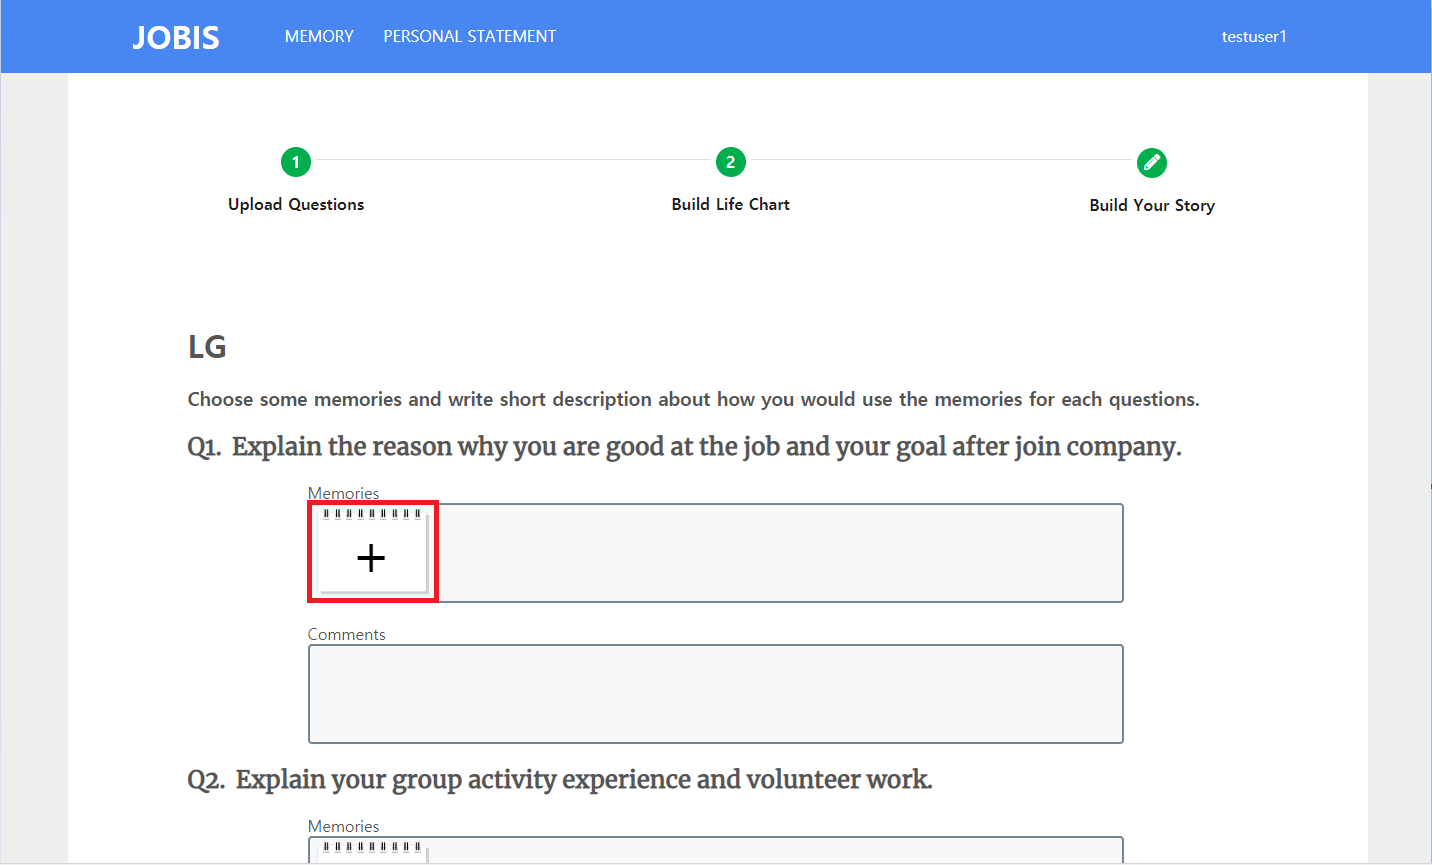 JOBIS MEMORY PERSONAL STATEMENT testuser1
1 2
Upload Questions Build Life Chart Build Your Story
LG
Choose some memories and write short description about how you would use the memories for each questions.
Q1. Explain the reason why you are good at the job and your goal after join company.
Memories
+
Comments
Q2. Explain your group activity experience and volunteer work.
Memories